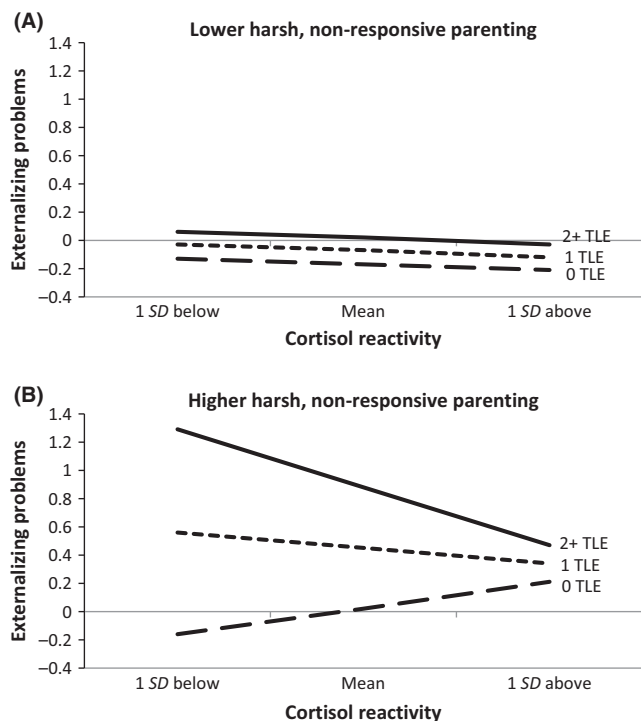 (A)
Lower harsh, non-responsive parenting
Externalizing problems
1.4
1.2
1
0.8
0.6
0.4
0.2
0
–0.2
–0.4
2+ TLE
1 TLE
0 TLE
1 SD below Mean 1 SD above
Cortisol reactivity
(B)
Higher harsh, non-responsive parenting
Externalizing problems
1.4
1.2
1
0.8
0.6
0.4
0.2
0
–0.2
–0.4
2+ TLE
1 TLE
0 TLE
1 SD below Mean 1 SD above
Cortisol reactivity